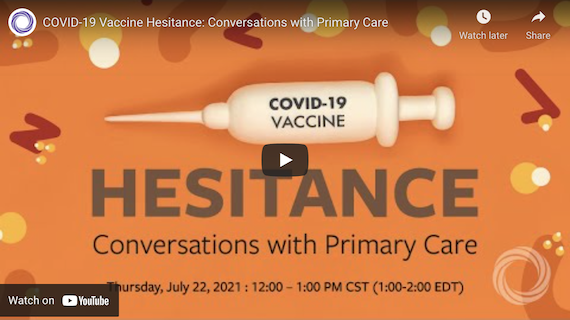 COVID-19 Vaccine Hesitance: Conversations with Primary Care
Watch later
Share
COVID-19
VACCINE
HESITANCE
Conversations with Primary Care
Thursday, July 22, 2021 : 12:00 – 1:00 PM CST (1:00-2:00 EDT)
Watch on YouTube